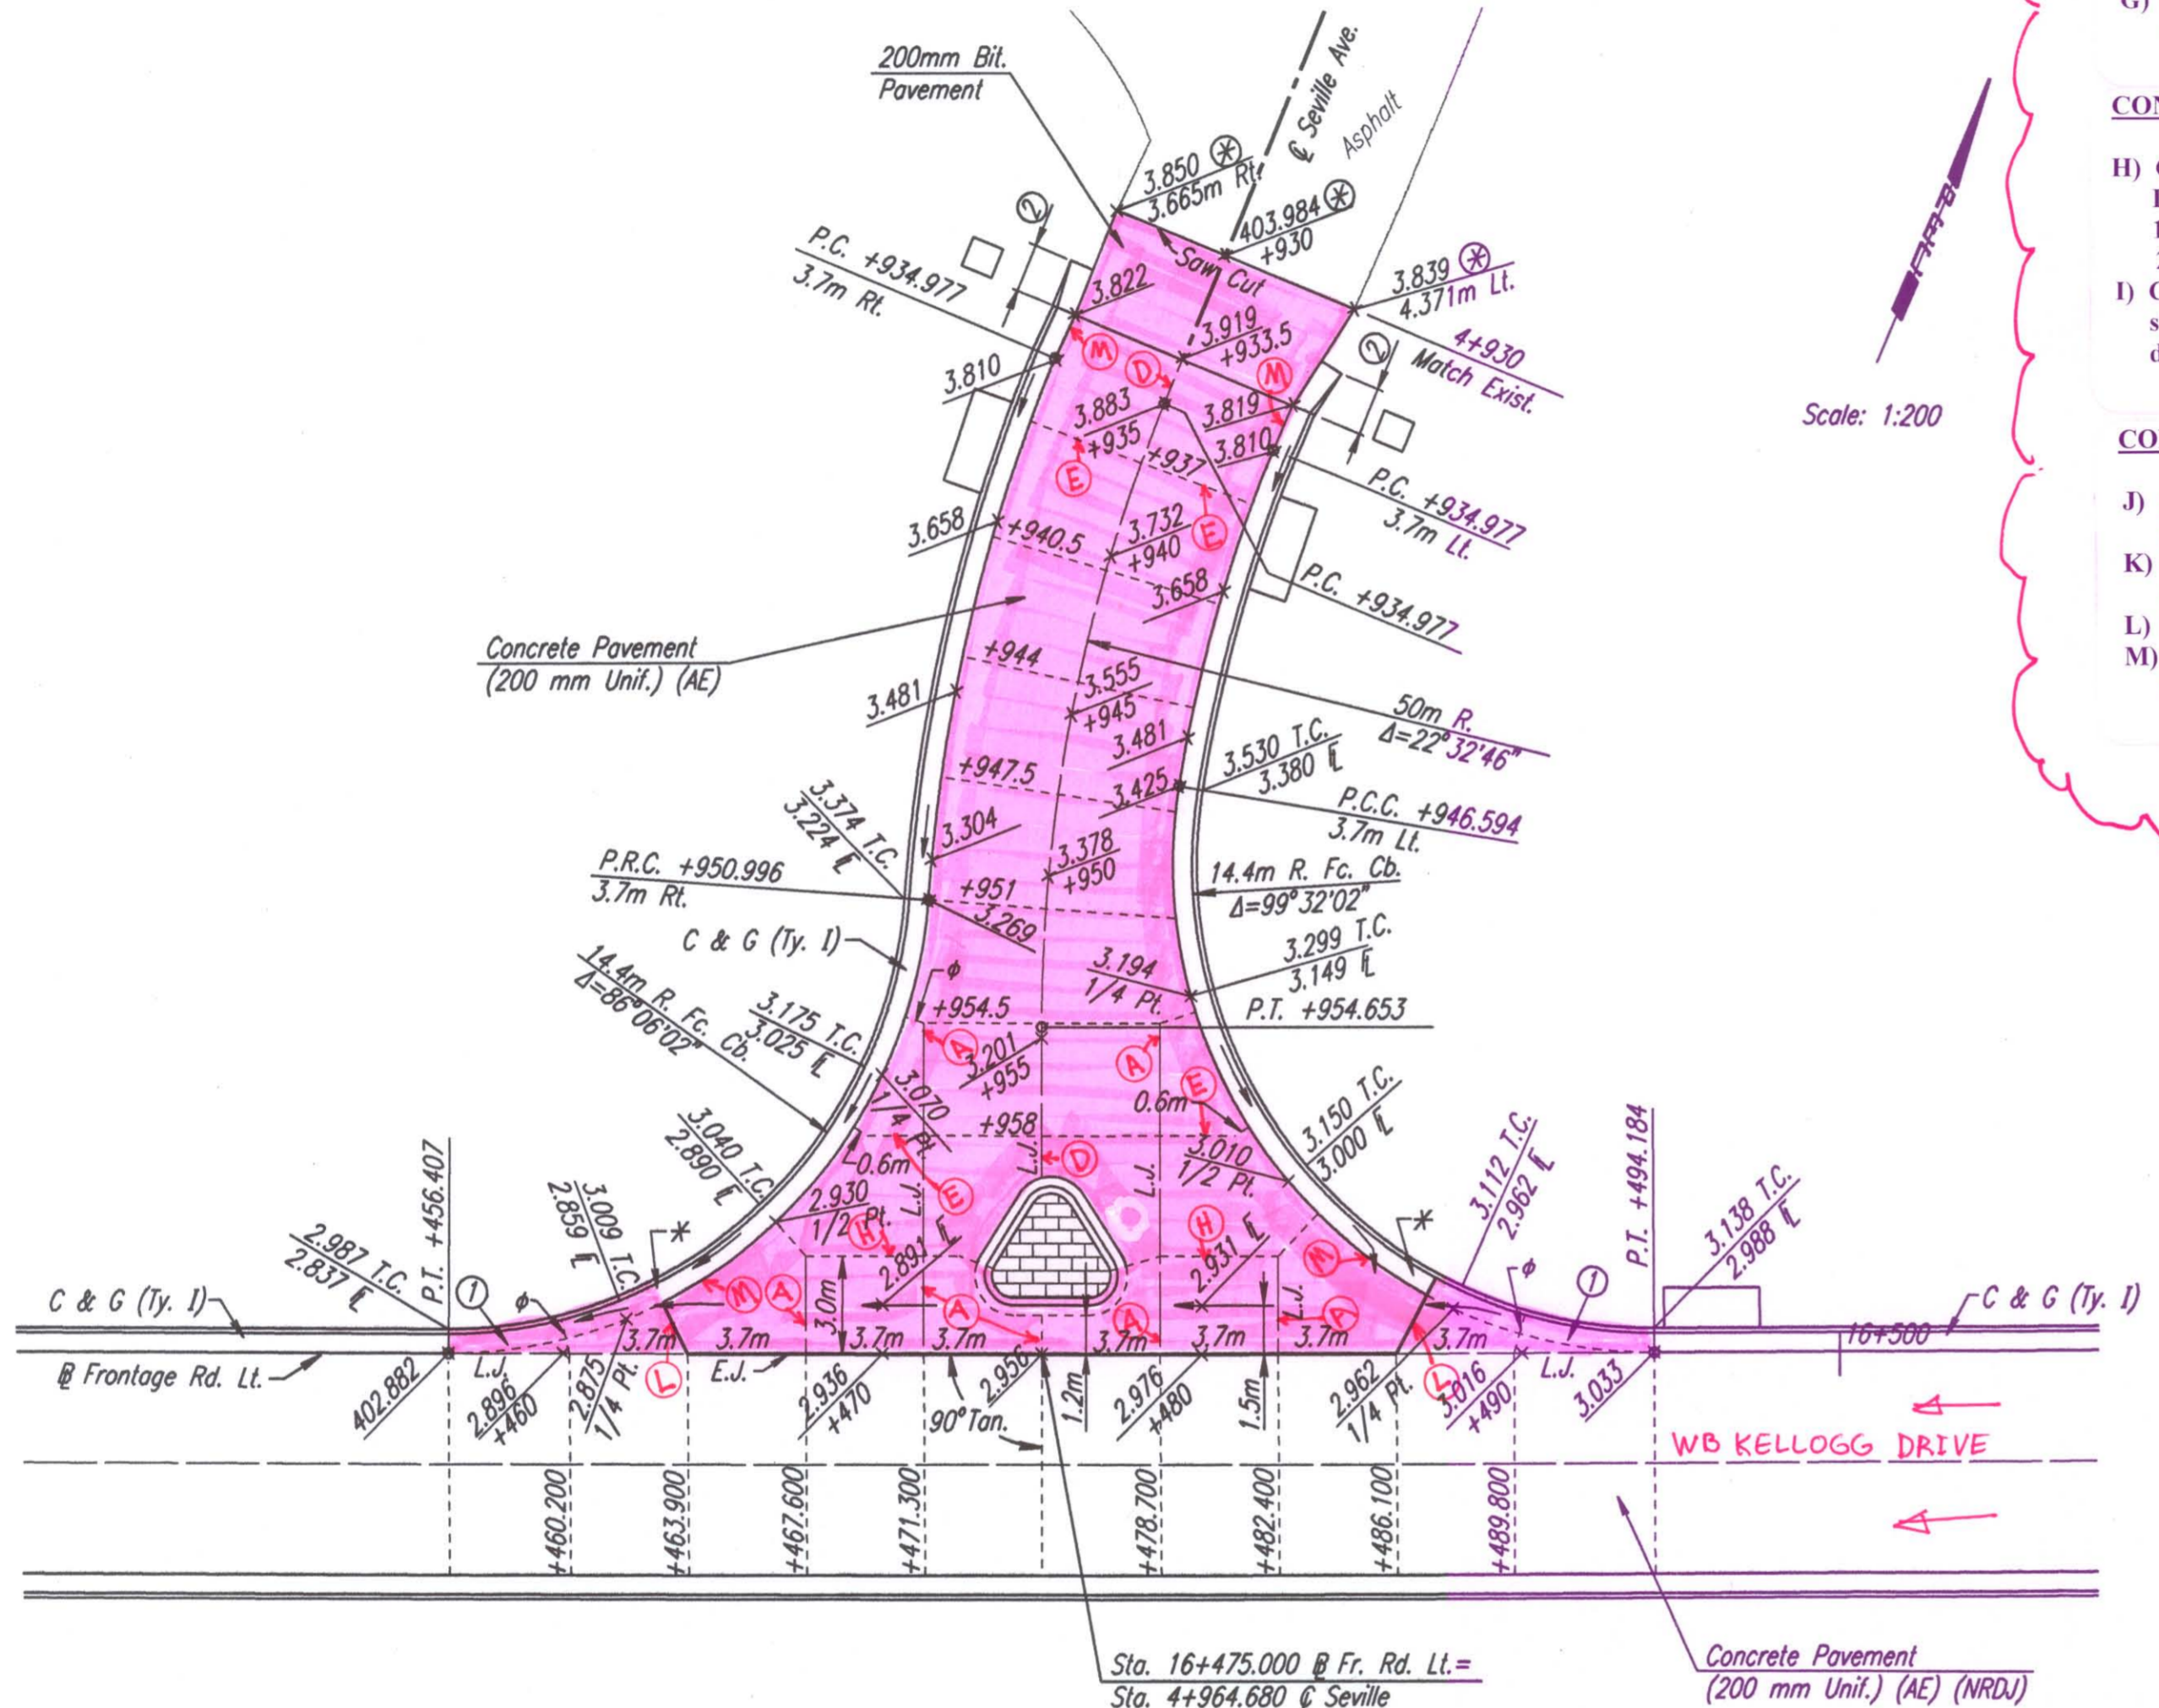 G)
CON
H)
I)
s
d
CO
J)
K)
L)
M)
200mm Bit.
Pavement
℄ Seville Ave.
Asphalt
3.850 *
3.665m Rt.
403.984 *
+930
Saw Cut
2
P.C. +934.977
3.7m Rt.
3.822
3.839 *
4.371m Lt.
4+930
Match Exist.
Scale: 1:200
3.919
+933.5
2
M
D
M
3.810
3.883
+935
3.819
3.810
+937
E
E
P.C. +934.977
3.7m Lt.
3.658
+940.5
3.732
+940
3.658
P.C. +934.977
Concrete Pavement
(200 mm Unif.) (AE)
+944
3.481
3.555
+945
50m R.
Δ=22°32'46"
3.481
3.530 T.C.
3.380 ℄
+947.5
3.425
P.C.C. +946.594
3.7m Lt.
3.374 T.C.
3.224 ℄
3.304
3.378
+950
P.R.C. +950.996
3.7m Rt.
+951
3.269
14.4m R. Fc. Cb.
Δ=99°32'02"
C & G (Ty. I)
3.299 T.C.
3.149 ℄
3.194
1/4 Pt.
14.4m R. Fc. Cb.
Δ=86°06'02"
ø
+954.5
P.T. +954.653
3.175 T.C.
3.025 ℄
A
3.201
+955
A
E
3.070
1/4 Pt.
0.6m
3.150 T.C.
3.000 ℄
3.040 T.C.
2.890 ℄
+958
0.6m
L.J.
L.J.
D
L.J.
3.010
1/2 Pt.
E
3.112 T.C.
2.962 ℄
P.T. +494.184
P.T. +456.407
3.009 T.C.
2.859 ℄
*
2.930
1/2 Pt.
H
2.891 ℄
H
2.931 ℄
M
*
3.138 T.C.
2.988 ℄
2.987 T.C.
2.837 ℄
C & G (Ty. I)
1
ø
M
A
3.0m
A
A
L.J.
A
ø
1
C & G (Ty. I)
3.7m
3.7m
3.7m
3.7m
3.7m
3.7m
3.7m
3.7m
16+500
℔ Frontage Rd. Lt.
L.J.
L
E.J.
L
L.J.
402.882
2.896
+460
2.875
1/4 Pt.
2.936
+470
90° Tan.
2.956
1.2m
2.976
+480
1.5m
2.962
1/4 Pt.
3.016
+490
3.033
WB KELLOGG DRIVE
+460.200
+463.900
+467.600
+471.300
+478.700
+482.400
+486.100
+489.800
Sta. 16+475.000 ℔ Fr. Rd. Lt.=
Sta. 4+964.680 ℄ Seville
Concrete Pavement
(200 mm Unif.) (AE) (NRDJ)